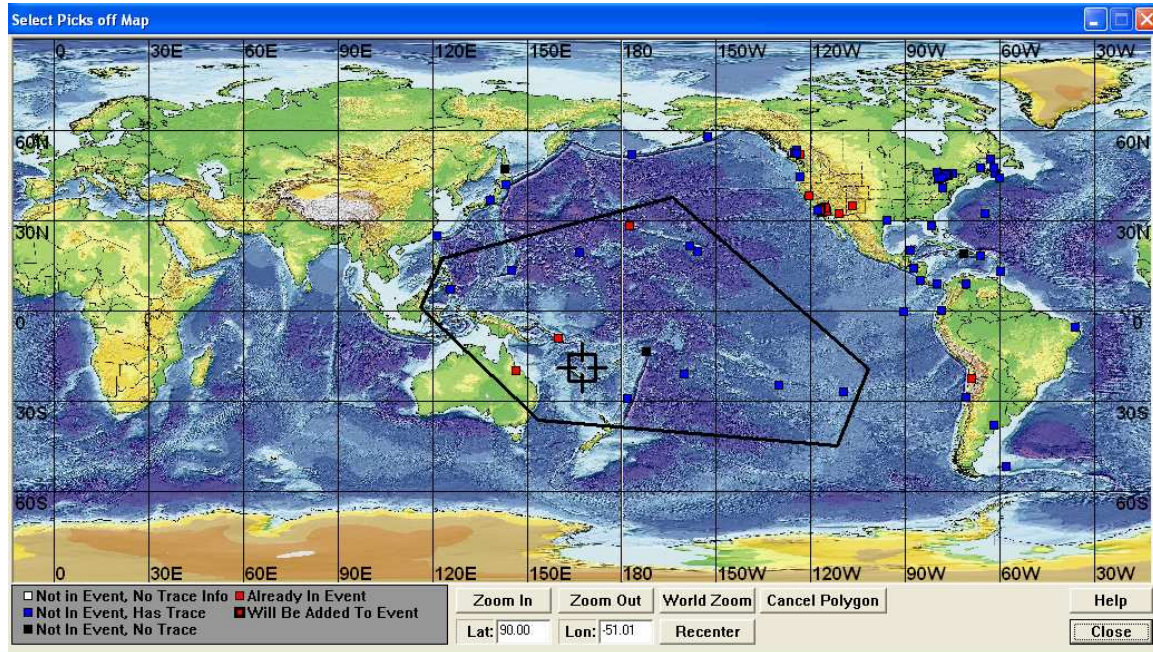 Select Picks off Map
0 30E 60E 90E 120E 150E 180 150W 120W 90W 60W 30W
60N 60N
30N 30N
0 0
30S 30S
60S 60S
0 30E 60E 90E 120E 150E 180 150W 120W 90W 60W 30W
Not in Event, No Trace Info Already In Event
Not In Event, Has Trace Will Be Added To Event
Not In Event, No Trace
Zoom In Zoom Out World Zoom Cancel Polygon Help
Lat: 90.00 Lon: -51.01 Recenter Close